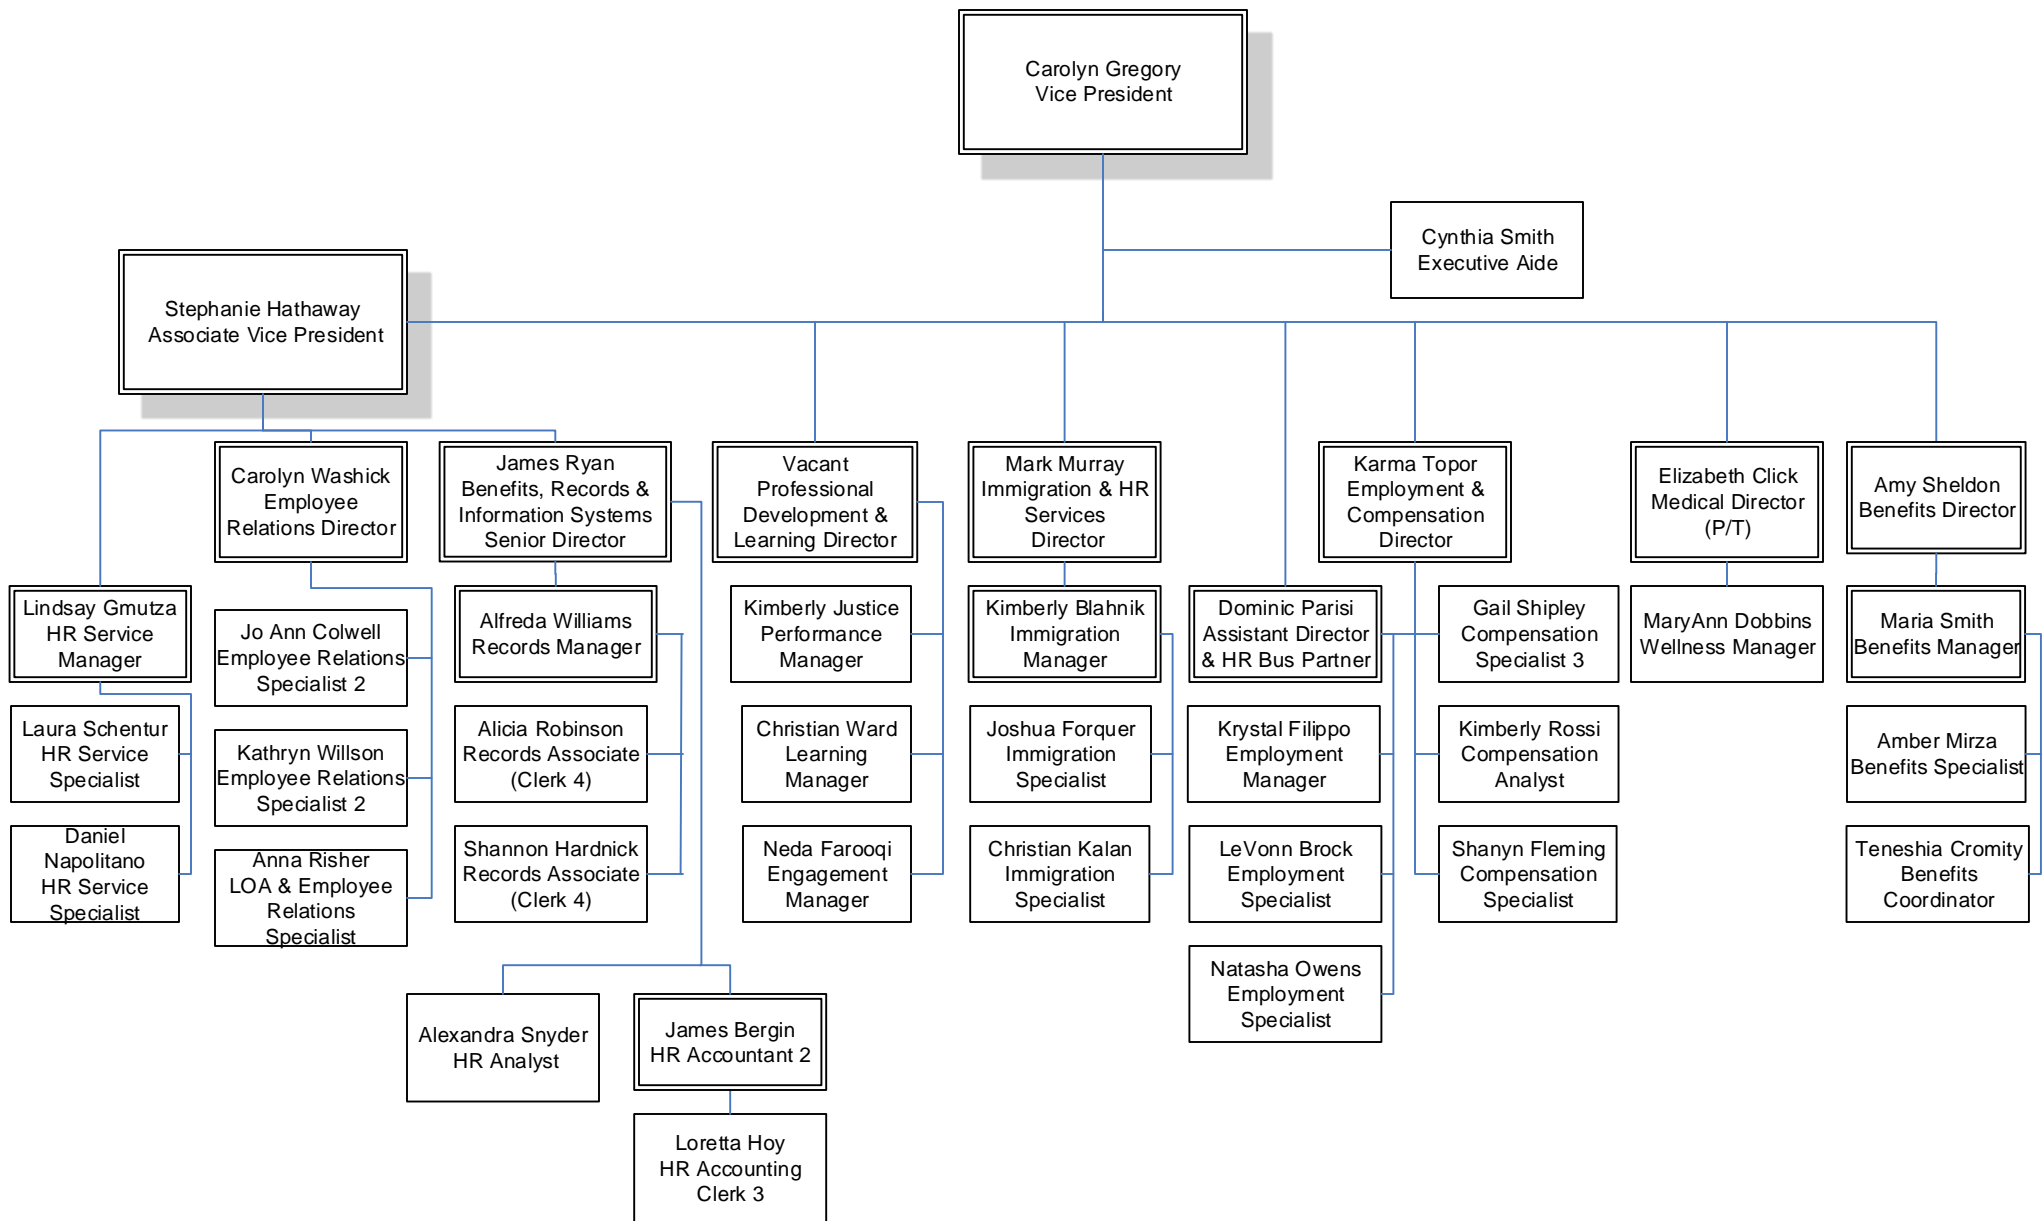 Carolyn Gregory
Vice President
Cynthia Smith
Executive Aide
Stephanie Hathaway
Associate Vice President
Carolyn Washick
Employee
Relations Director
James Ryan
Benefits, Records &
Information Systems
Senior Director
Vacant
Professional
Development &
Learning Director
Mark Murray
Immigration & HR
Services
Director
Karma Topor
Employment &
Compensation
Director
Elizabeth Click
Medical Director
(P/T)
Amy Sheldon
Benefits Director
Lindsay Gmutza
HR Service
Manager
Jo Ann Colwell
Employee Relations
Specialist 2
Alfreda Williams
Records Manager
Kimberly Justice
Performance
Manager
Kimberly Blahnik
Immigration
Manager
Dominic Parisi
Assistant Director
& HR Bus Partner
Gail Shipley
Compensation
Specialist 3
MaryAnn Dobbins
Wellness Manager
Maria Smith
Benefits Manager
Laura Schentur
HR Service
Specialist
Kathryn Willson
Employee Relations
Specialist 2
Alicia Robinson
Records Associate
(Clerk 4)
Christian Ward
Learning
Manager
Joshua Forquer
Immigration
Specialist
Krystal Filippo
Employment
Manager
Kimberly Rossi
Compensation
Analyst
Amber Mirza
Benefits Specialist
Daniel
Napolitano
HR Service
Specialist
Anna Risher
LOA & Employee
Relations
Specialist
Shannon Hardnick
Records Associate
(Clerk 4)
Neda Farooqi
Engagement
Manager
Christian Kalan
Immigration
Specialist
LeVonn Brock
Employment
Specialist
Shanyn Fleming
Compensation
Specialist
Teneshia Cromity
Benefits
Coordinator
Natasha Owens
Employment
Specialist
Alexandra Snyder
HR Analyst
James Bergin
HR Accountant 2
Loretta Hoy
HR Accounting
Clerk 3